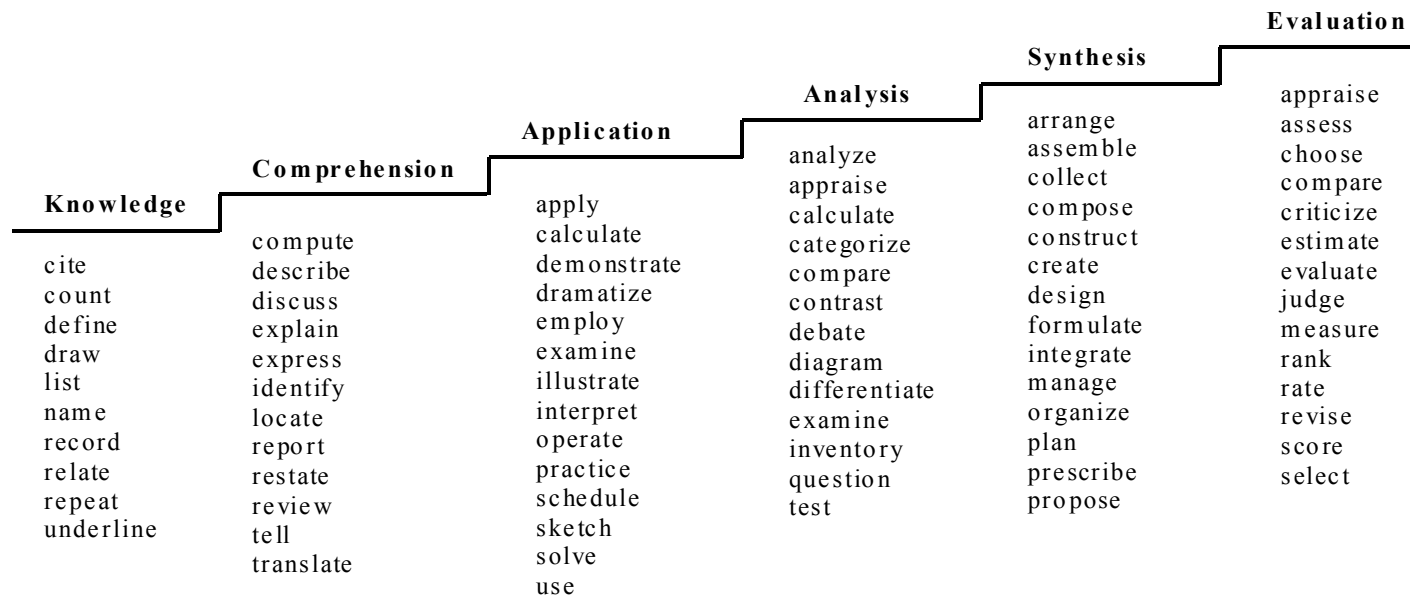 Knowledge
cite
count
define
draw
list
name
record
relate
repeat
underline
Comprehension
compute
describe
discuss
explain
express
identify
locate
report
restate
review
tell
translate
Application
apply
calculate
demonstrate
dramatize
employ
examine
illustrate
interpret
operate
practice
schedule
sketch
solve
use
Analysis
analyze
appraise
calculate
categorize
compare
contrast
debate
diagram
differentiate
examine
inventory
question
test
Synthesis
arrange
assemble
collect
compose
construct
create
design
formulate
integrate
manage
organize
plan
prescribe
propose
Evaluation
appraise
assess
choose
compare
criticize
estimate
evaluate
judge
measure
rank
rate
revise
score
select